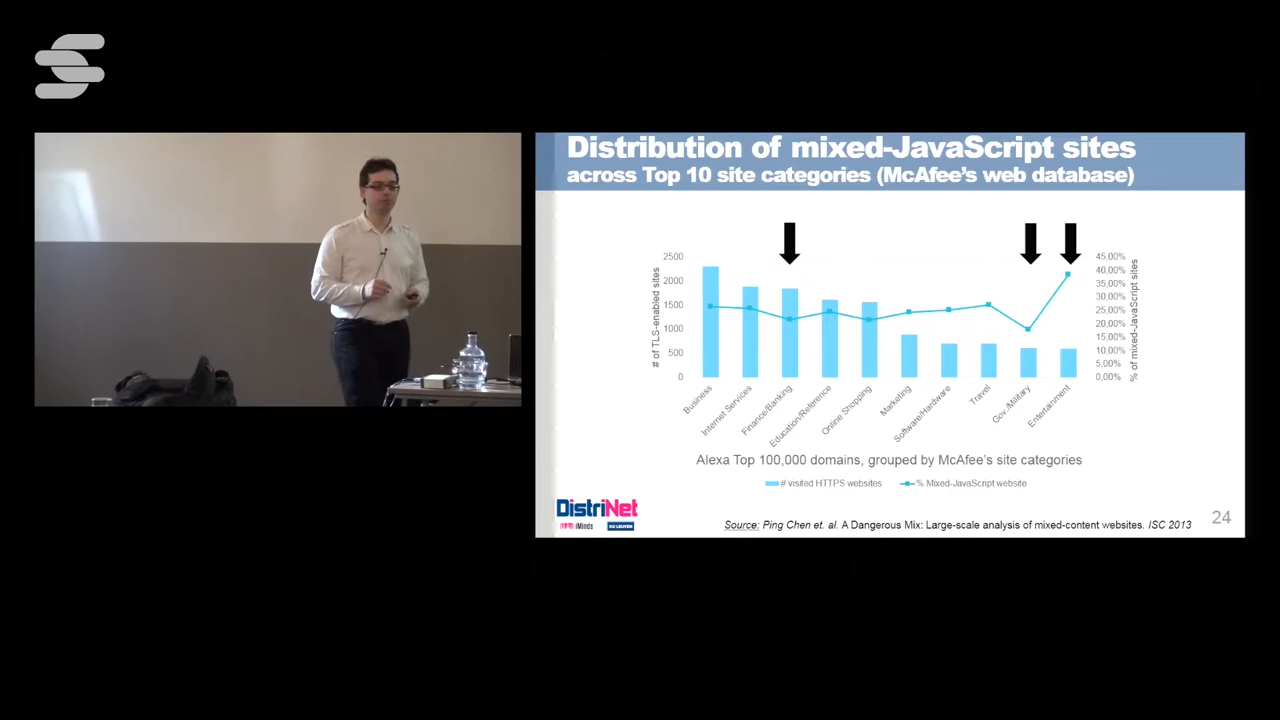 Distribution of mixed-JavaScript sites
across Top 10 site categories (McAfee's web database)
# of TLS-enabled sites
2500
2000
1500
1000
500
0
45,00%
40,00%
35,00%
30,00%
25,00%
20,00%
15,00%
10,00%
5,00%
0,00%
% of mixed-JavaScript sites
Business
Internet Services
Finance/Banking
Education/Reference
Online Shopping
Marketing
Software/Hardware
Travel
Gov./Military
Entertainment
Alexa Top 100,000 domains, grouped by McAfee's site categories
# visited HTTPS websites
% Mixed-JavaScript website
DistriNet
iMinds
KU LEUVEN
Source: Ping Chen et. al. A Dangerous Mix: Large-scale analysis of mixed-content websites. ISC 2013
24